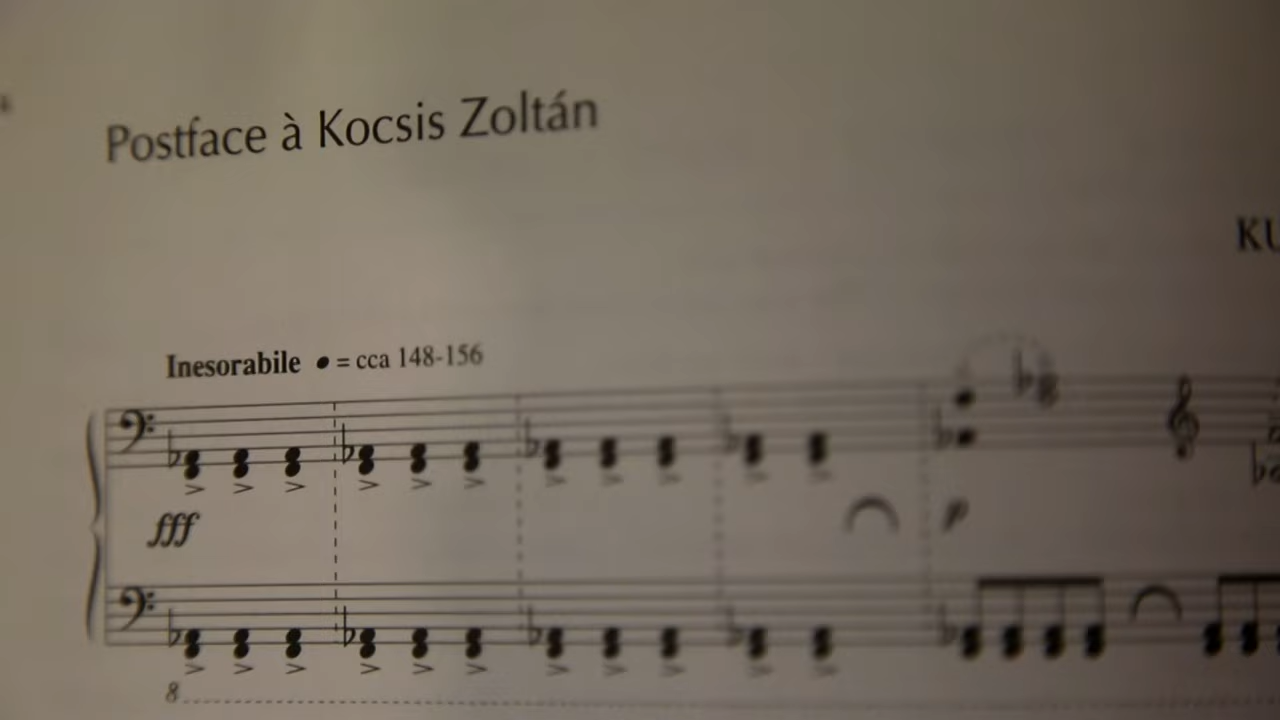 Postface à Kocsis Zoltán
KU
Inesorabile = cca 148-156
fff
p
8